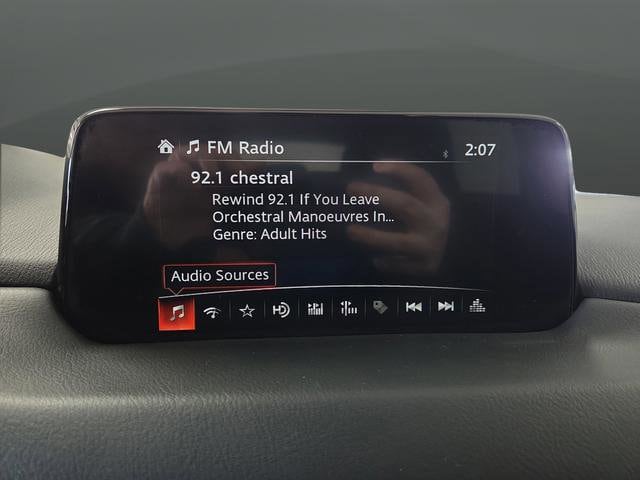 FM Radio 2:07
92.1 chestral
Rewind 92.1 If You Leave
Orchestral Manoeuvres In...
Genre: Adult Hits
Audio Sources
HD